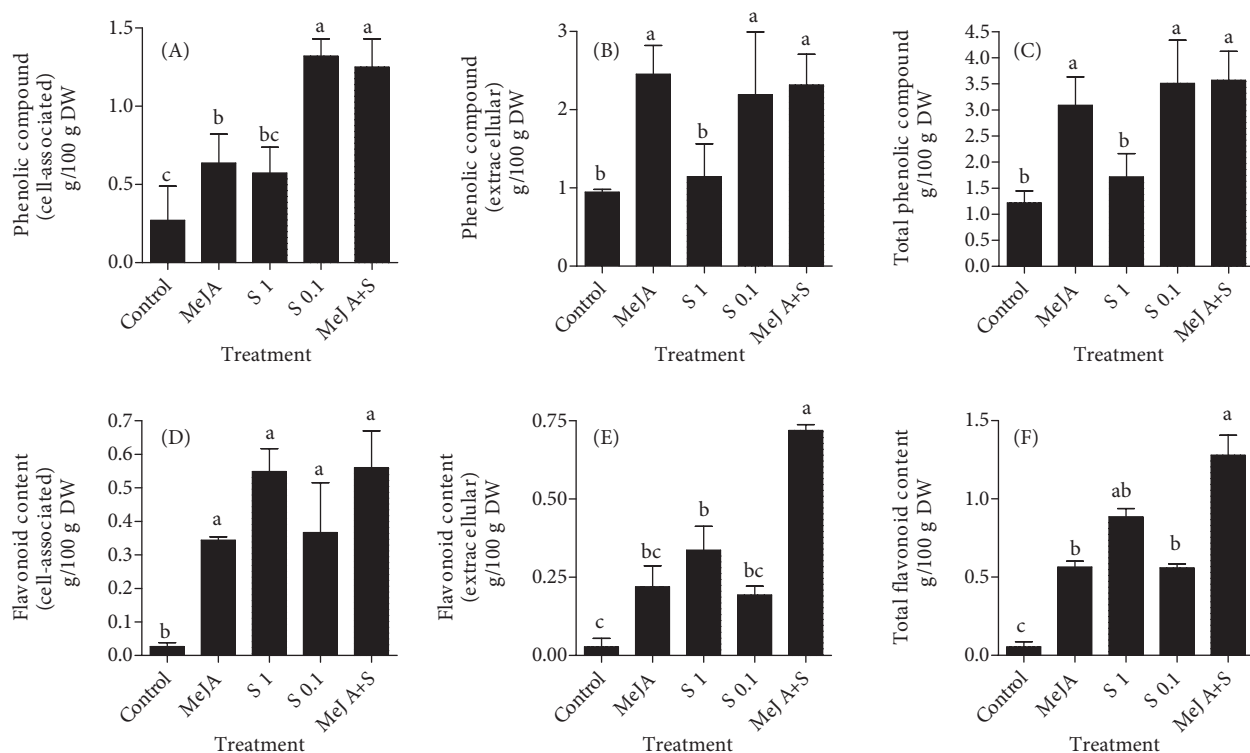 (A)
Phenolic compound
(cell-associated)
g/100 g DW
1.5
1.0
0.5
0.0
c
b
bc
a
a
Control
MeJA
S 1
S 0.1
MeJ A+S
Treatment
(B)
Phenolic compound
(extracellular)
g/100 g DW
3
2
1
0
b
a
b
a
a
Control
MeJA
S 1
S 0.1
MeJ A+S
Treatment
(C)
Total phenolic compound
g/100 g DW
4.5
4.0
3.5
3.0
2.5
2.0
1.5
1.0
0.5
0.0
b
a
b
a
a
Control
MeJA
S 1
S 0.1
MeJ A+S
Treatment
(D)
Flavonoid content
(cell-associated)
g/100 g DW
0.7
0.6
0.5
0.4
0.3
0.2
0.1
0.0
b
a
a
a
a
Control
MeJA
S 1
S 0.1
MeJ A+S
Treatment
(E)
Flavonoid content
(extracellular)
g/100 g DW
0.75
0.50
0.25
0.00
c
bc
b
bc
a
Control
MeJA
S 1
S 0.1
MeJ A+S
Treatment
(F)
Total flavonoid content
g/100 g DW
1.5
1.0
0.5
0.0
c
b
ab
b
a
Control
MeJA
S 1
S 0.1
MeJ A+S
Treatment